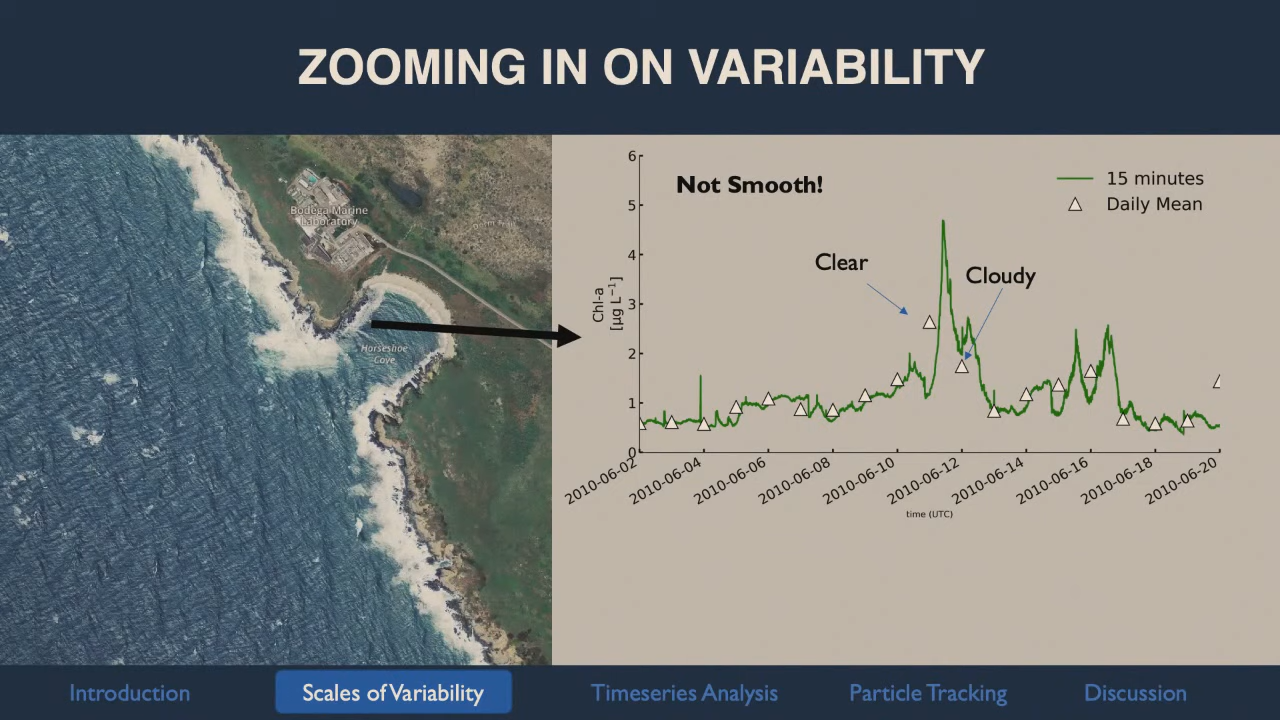 ZOOMING IN ON VARIABILITY
Bodega Marine
Laboratory
Horseshoe
Cove
Not Smooth!
15 minutes
Daily Mean
Clear
Cloudy
Chl-a
[µg L⁻¹]
6
5
4
3
2
1
0
2010-06-02
2010-06-04
2010-06-06
2010-06-08
2010-06-10
2010-06-12
2010-06-14
2010-06-16
2010-06-18
2010-06-20
time (UTC)
Introduction
Scales of Variability
Timeseries Analysis
Particle Tracking
Discussion